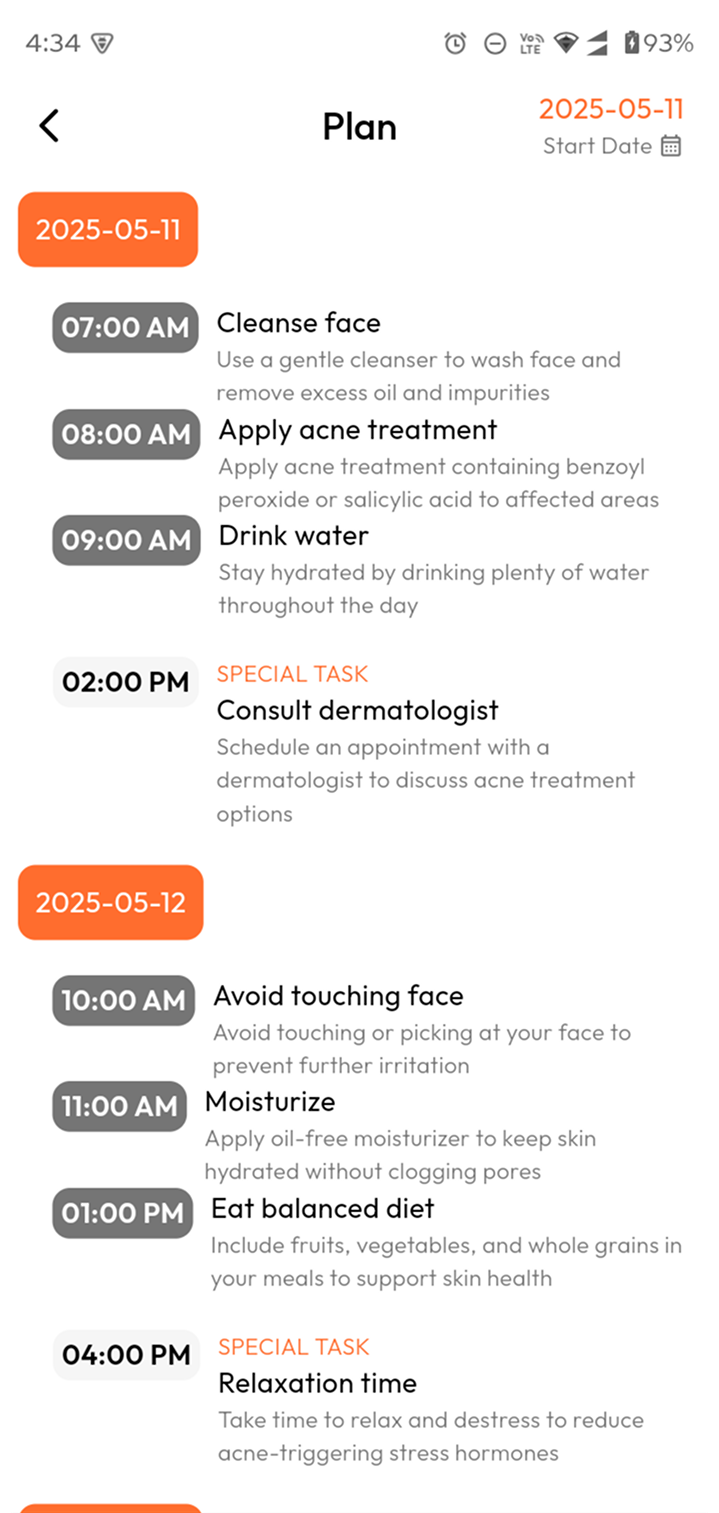 4:34
Vo LTE
93%
Plan
2025-05-11
Start Date
2025-05-11
07:00 AM
Cleanse face
Use a gentle cleanser to wash face and
remove excess oil and impurities
08:00 AM
Apply acne treatment
Apply acne treatment containing benzoyl
peroxide or salicylic acid to affected areas
09:00 AM
Drink water
Stay hydrated by drinking plenty of water
throughout the day
02:00 PM
SPECIAL TASK
Consult dermatologist
Schedule an appointment with a
dermatologist to discuss acne treatment
options
2025-05-12
10:00 AM
Avoid touching face
Avoid touching or picking at your face to
prevent further irritation
11:00 AM
Moisturize
Apply oil-free moisturizer to keep skin
hydrated without clogging pores
01:00 PM
Eat balanced diet
Include fruits, vegetables, and whole grains in
your meals to support skin health
04:00 PM
SPECIAL TASK
Relaxation time
Take time to relax and destress to reduce
acne-triggering stress hormones